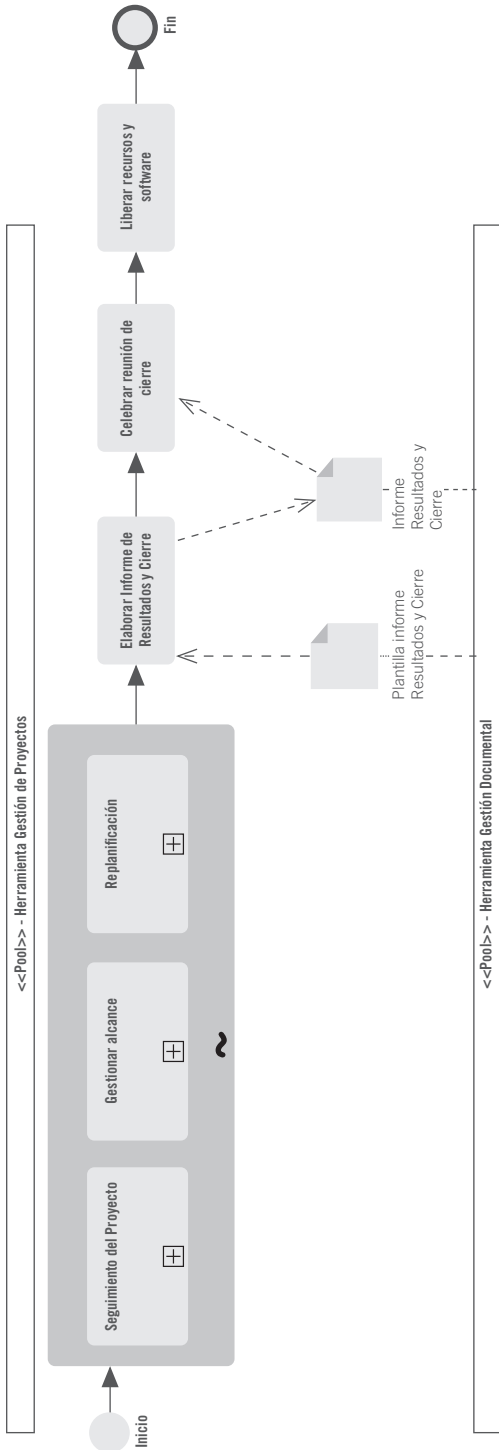 <<Pool>> - Herramienta Gestión de Proyectos
Inicio
Seguimiento del Proyecto
Gestionar alcance
Replanificación
Elaborar Informe de
Resultados y Cierre
Celebrar reunión de
cierre
Liberar recursos y
software
Fin
Plantilla informe
Resultados y Cierre
Informe
Resultados y
Cierre
<<Pool>> - Herramienta Gestión Documental